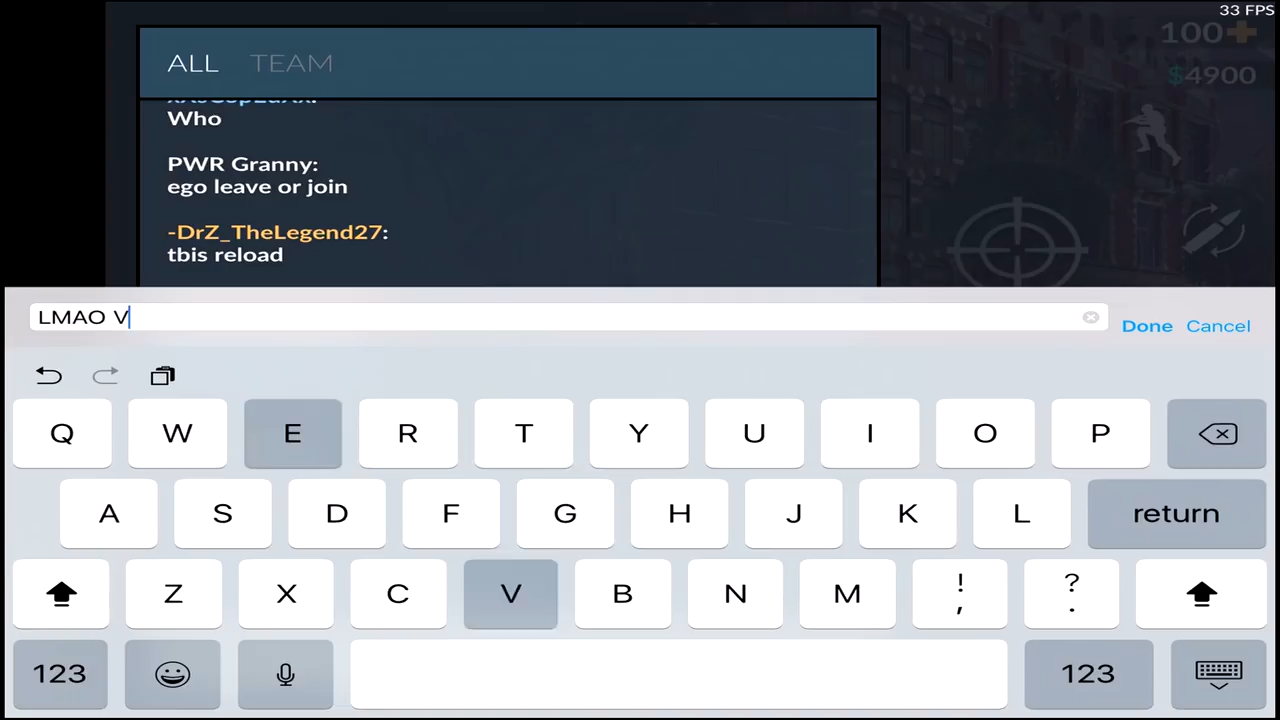 33 FPS
100
$4900
ALL TEAM
Who
PWR Granny:
ego leave or join
-DrZ_TheLegend27:
tbis reload
LMAO V
Done Cancel
Q W E R T Y U I O P
A S D F G H J K L return
Z X C V B N M ! , ? .
123 123